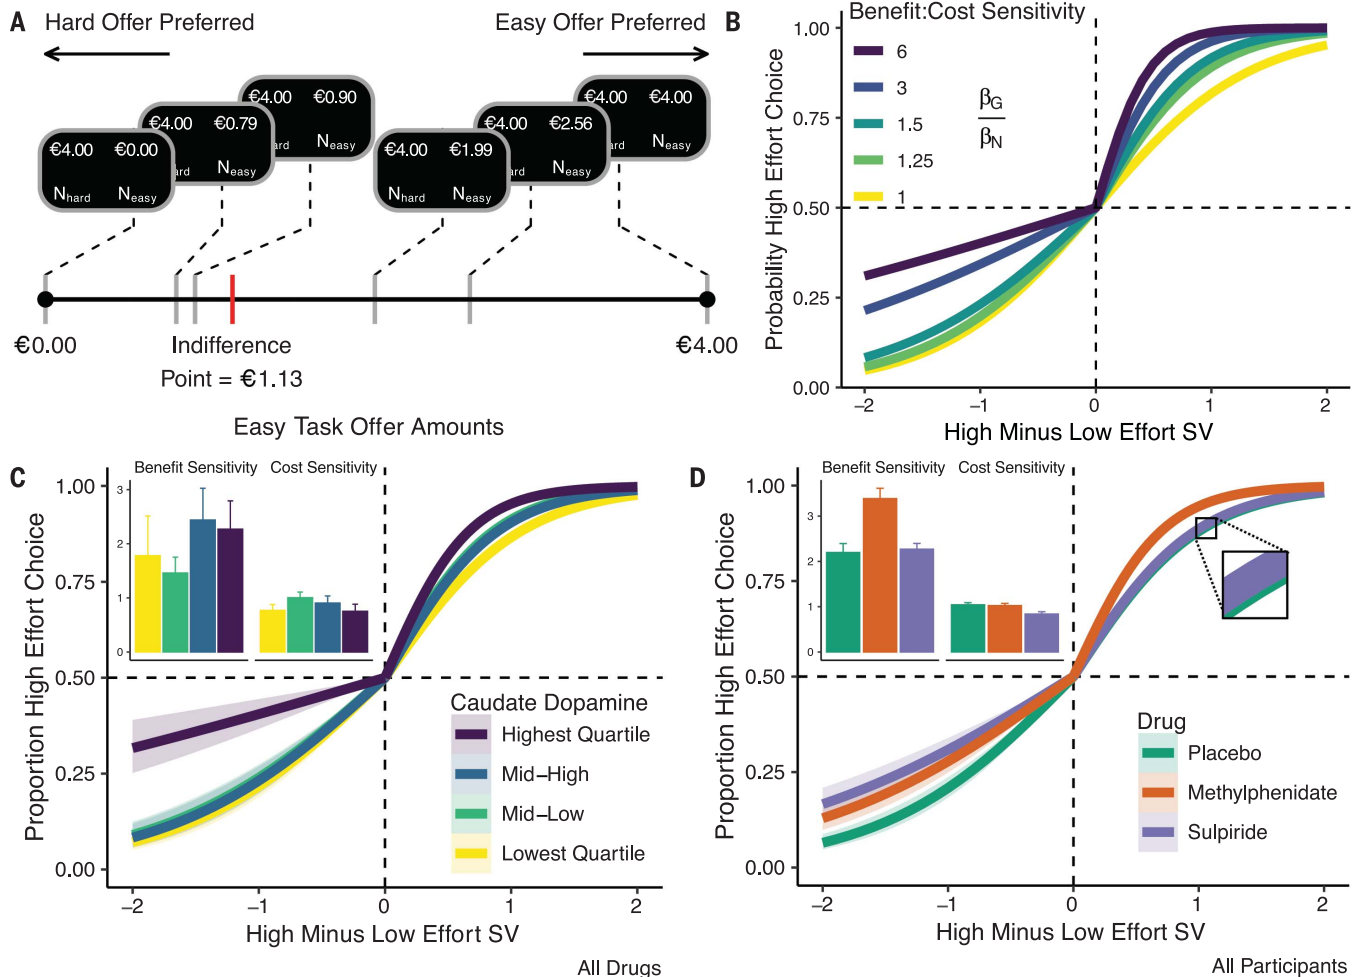 A
Hard Offer Preferred
Easy Offer Preferred
€4.00 €0.90
ard Neasy
€4.00 €0.79
ard Neasy
€4.00 €0.00
Nhard Neasy
€4.00 €4.00
ard Neasy
€4.00 €2.56
ard Neasy
€4.00 €1.99
Nhard Neasy
€0.00
Indifference
Point = €1.13
€4.00
Easy Task Offer Amounts
B
Benefit:Cost Sensitivity
6
3
1.5
1.25
1
βG
βN
Probability High Effort Choice
1.00
0.75
0.50
0.25
0.00
−2 −1 0 1 2
High Minus Low Effort SV
C
Benefit Sensitivity Cost Sensitivity
3
2
1
0
Proportion High Effort Choice
1.00
0.75
0.50
0.25
0.00
Caudate Dopamine
Highest Quartile
Mid−High
Mid−Low
Lowest Quartile
−2 −1 0 1 2
High Minus Low Effort SV
All Drugs
D
Benefit Sensitivity Cost Sensitivity
3
2
1
0
Proportion High Effort Choice
1.00
0.75
0.50
0.25
0.00
Drug
Placebo
Methylphenidate
Sulpiride
−2 −1 0 1 2
High Minus Low Effort SV
All Participants